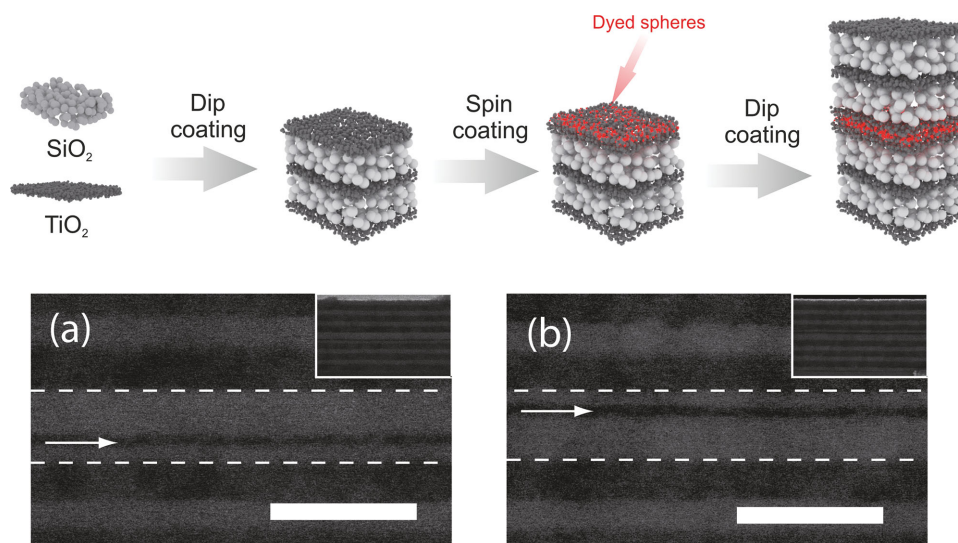 Dyed spheres
Dip
coating
Spin
coating
Dip
coating
SiO₂
TiO₂
(a)
(b)